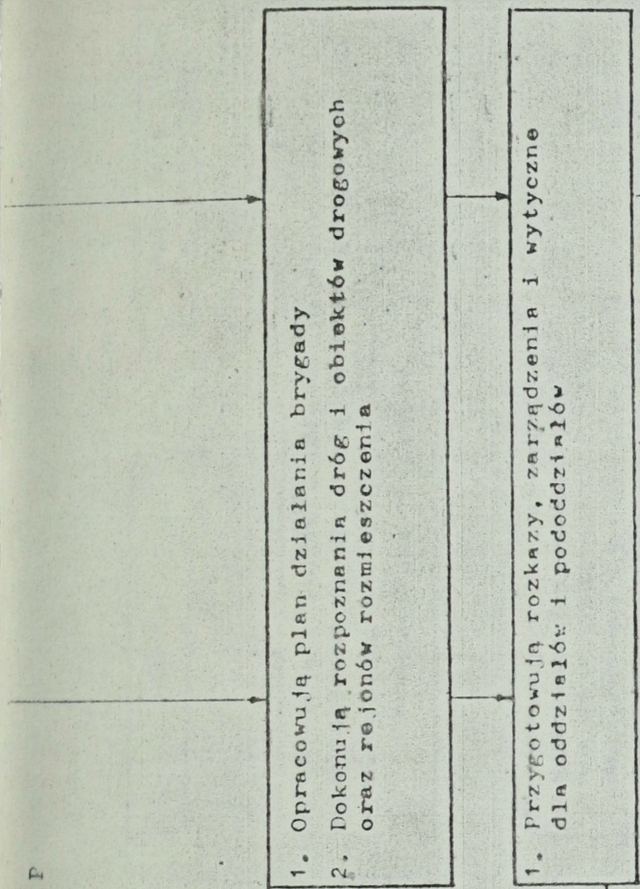 P
1. Opracowują plan działania brygady
2. Dokonują rozpoznania dróg i obiektów drogowych
oraz rejonów rozmieszczenia
1. Przygotowują rozkazy, zarządzenia i wytyczne
dla oddziałów i pododdziałów